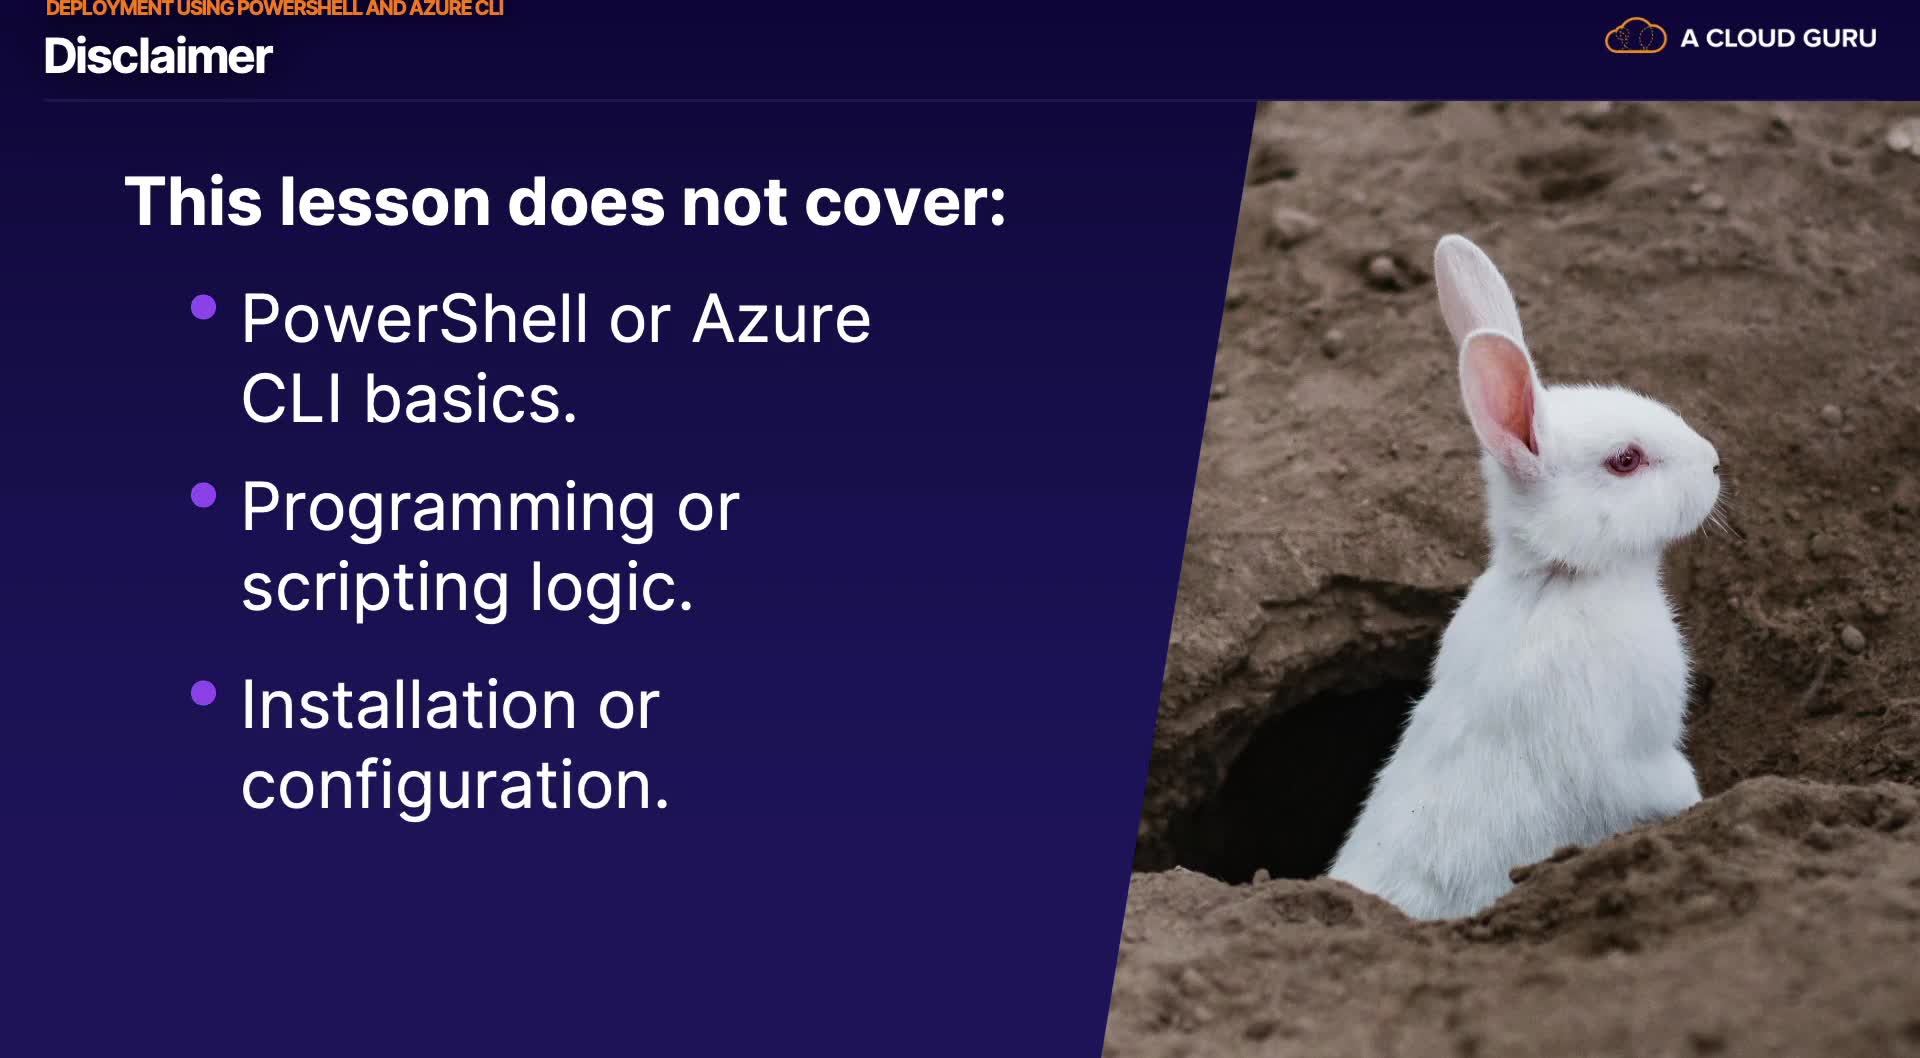 DEPLOYMENT USING POWERSHELL AND AZURE CLI
Disclaimer
A CLOUD GURU
This lesson does not cover:
PowerShell or Azure
CLI basics.
Programming or
scripting logic.
Installation or
configuration.